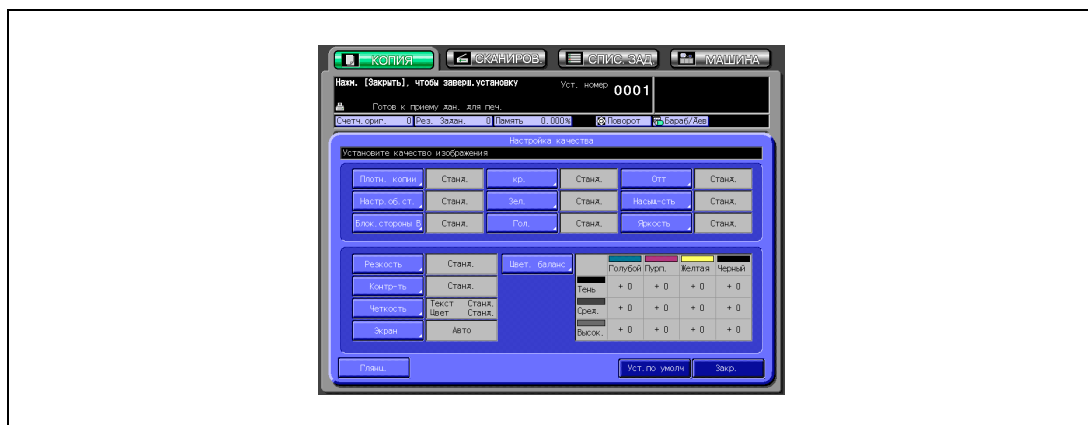 КОПИЯ СКАНИРОВ. СПИС. ЗАД. МАШИНА
Нажм. [Закрыть], чтобы заверш.установку Уст. номер 0001
Готов к приему дан. для печ.
Счетч.ориг. 0 Рез. Задан. 0 Память 0.000% Поворот Бараб/Лев
Настройка качества
Установите качество изображения
Плотн. копии Станд. кр. Станд. Отт Станд.
Настр.об.ст. Станд. Зел. Станд. Насыщ-сть Станд.
Блок.стороны B Станд. Гол. Станд. Яркость Станд.
Резкость Станд. Цвет. баланс Голубой Пурп. Желтая Черный
Контр-ть Станд. Тень + 0 + 0 + 0 + 0
Четкость Текст Станд. Цвет Станд. Сред. + 0 + 0 + 0 + 0
Экран Авто Высок. + 0 + 0 + 0 + 0
Глянц. Уст.по умолч Закр.